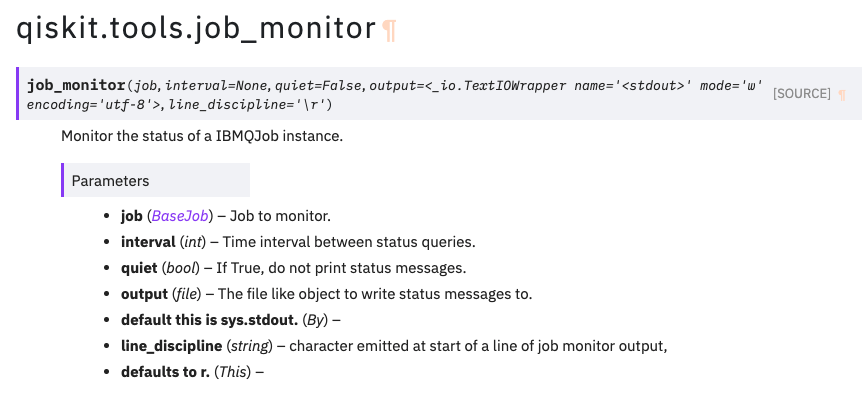 qiskit.tools.job_monitor¶
job_monitor(job, interval=None, quiet=False, output=<_io.TextIOWrapper name='<stdout>' mode='w'
encoding='utf-8'>, line_discipline='\r') [SOURCE] ¶
Monitor the status of a IBMQJob instance.
Parameters
• job (BaseJob) – Job to monitor.
• interval (int) – Time interval between status queries.
• quiet (bool) – If True, do not print status messages.
• output (file) – The file like object to write status messages to.
• default this is sys.stdout. (By) –
• line_discipline (string) – character emitted at start of a line of job monitor output,
• defaults to r. (This) –